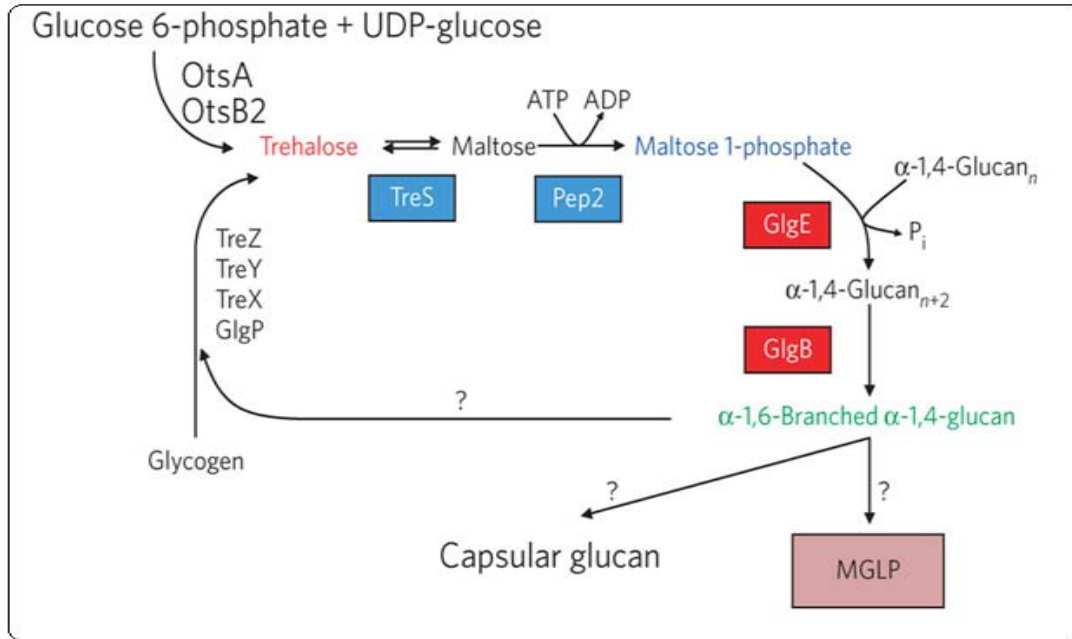 Glucose 6-phosphate + UDP-glucose
OtsA
OtsB2
ATP ADP
Trehalose Maltose Maltose 1-phosphate
α-1,4-Glucanₙ
TreS Pep2
GlgE
Pᵢ
TreZ
TreY
TreX
GlgP
α-1,4-Glucanₙ₊₂
GlgB
?
α-1,6-Branched α-1,4-glucan
Glycogen
? ?
Capsular glucan
MGLP